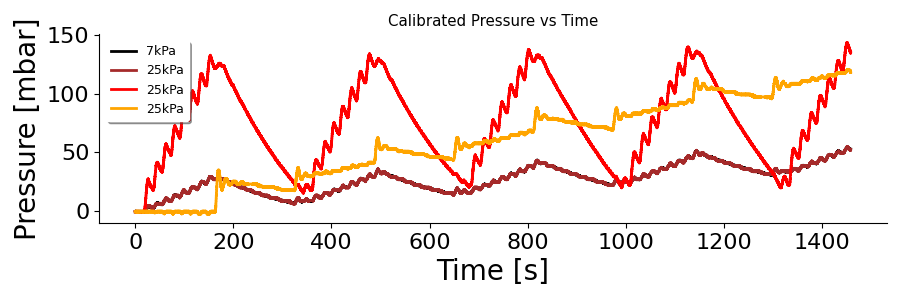 Calibrated Pressure vs Time
Pressure [mbar]
150
100
50
0
7kPa
25kPa
25kPa
25kPa
0 200 400 600 800 1000 1200 1400
Time [s]